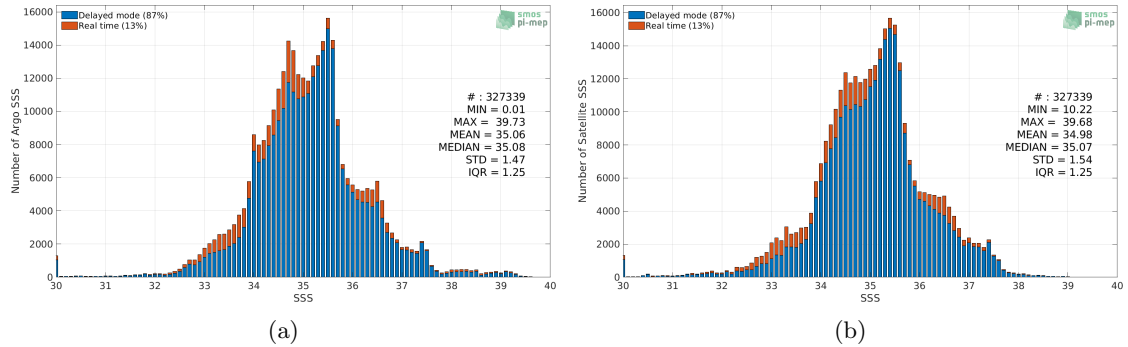 Delayed mode (87%)
Real time (13%)
smos
pi-mep
16000
14000
12000
10000
8000
6000
4000
2000
0
Number of Argo SSS
# : 327339
MIN = 0.01
MAX = 39.73
MEAN = 35.06
MEDIAN = 35.08
STD = 1.47
IQR = 1.25
30 31 32 33 34 35 36 37 38 39 40
SSS
(a)
Delayed mode (87%)
Real time (13%)
smos
pi-mep
16000
14000
12000
10000
8000
6000
4000
2000
0
Number of Satellite SSS
# : 327339
MIN = 10.22
MAX = 39.68
MEAN = 34.98
MEDIAN = 35.07
STD = 1.54
IQR = 1.25
30 31 32 33 34 35 36 37 38 39 40
SSS
(b)